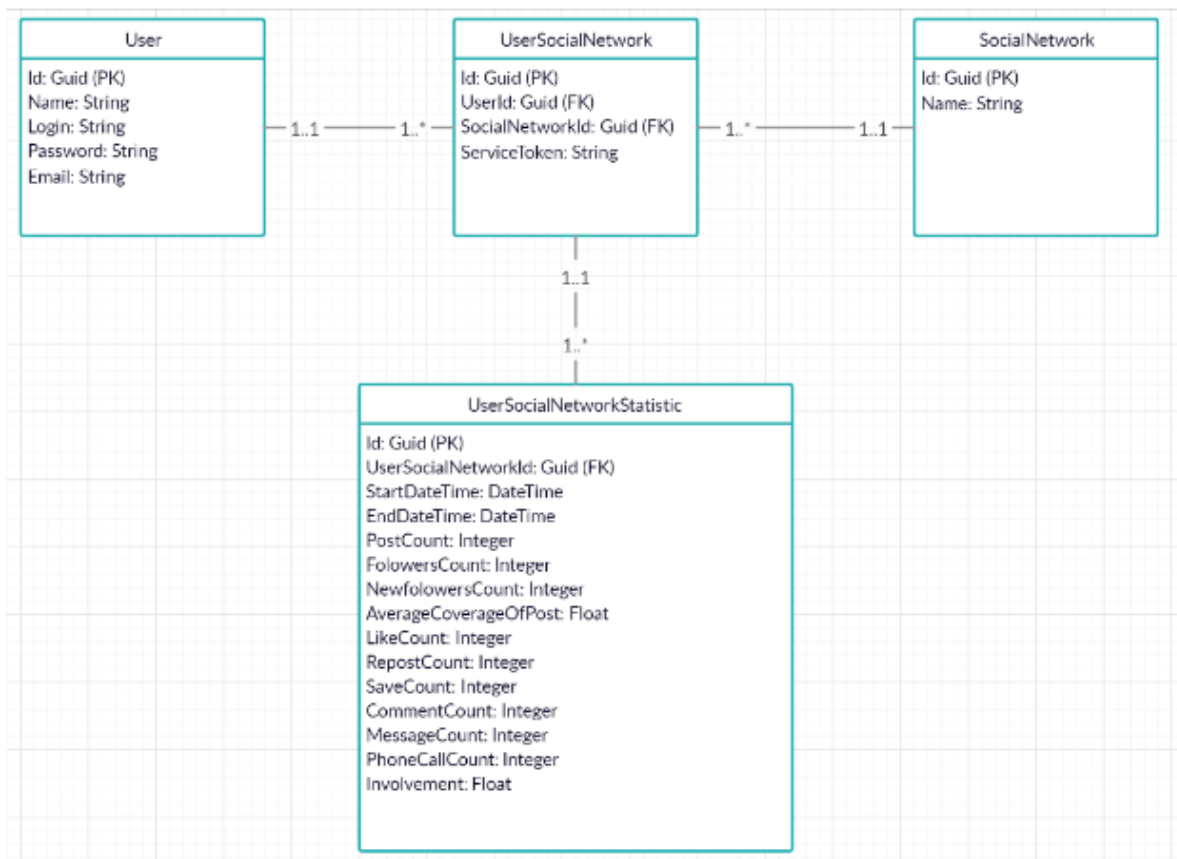 User
Id: Guid (PK)
Name: String
Login: String
Password: String
Email: String
1..1
1..*
UserSocialNetwork
Id: Guid (PK)
UserId: Guid (FK)
SocialNetworkId: Guid (FK)
ServiceToken: String
1..*
1..1
SocialNetwork
Id: Guid (PK)
Name: String
1..1
1..*
UserSocialNetworkStatistic
Id: Guid (PK)
UserSocialNetworkId: Guid (FK)
StartDateTime: DateTime
EndDateTime: DateTime
PostCount: Integer
FolowersCount: Integer
NewfolowersCount: Integer
AverageCoverageOfPost: Float
LikeCount: Integer
RepostCount: Integer
SaveCount: Integer
CommentCount: Integer
MessageCount: Integer
PhoneCallCount: Integer
Involvement: Float